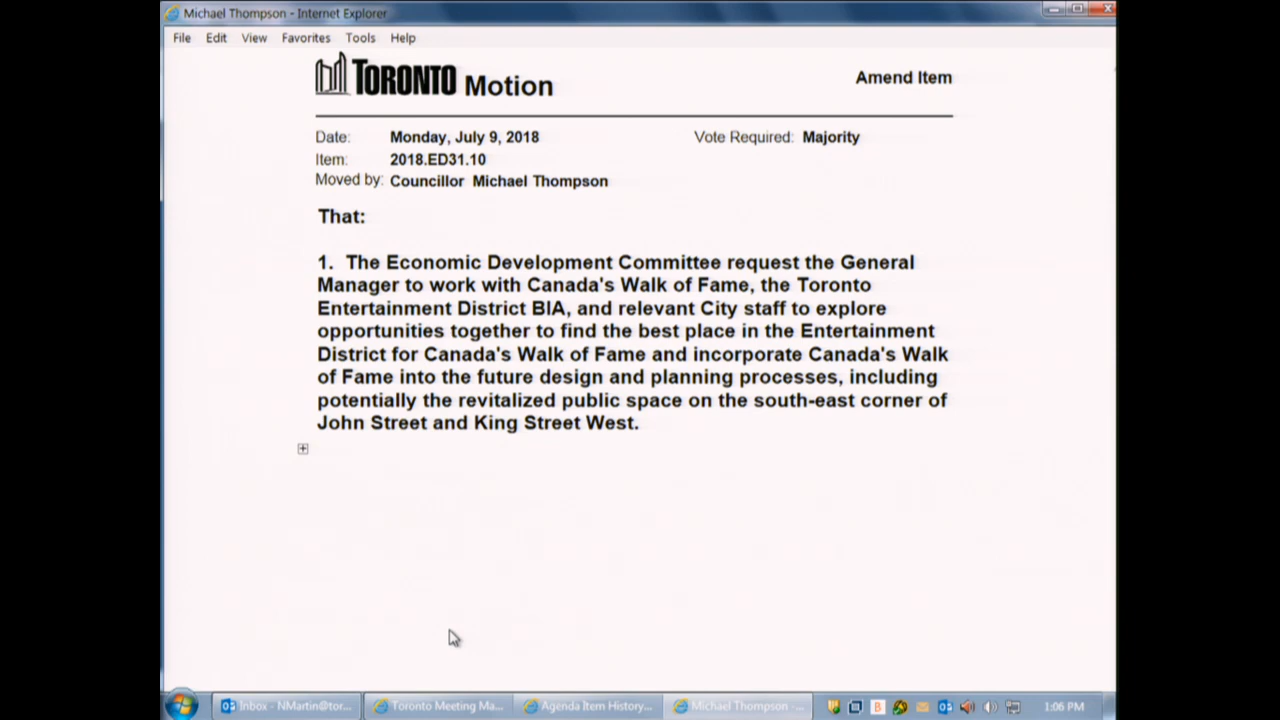 Michael Thompson - Internet Explorer
File Edit View Favorites Tools Help
TORONTO Motion
Amend Item
Date: Monday, July 9, 2018
Vote Required: Majority
Item: 2018.ED31.10
Moved by: Councillor Michael Thompson
That:
1. The Economic Development Committee request the General
Manager to work with Canada's Walk of Fame, the Toronto
Entertainment District BIA, and relevant City staff to explore
opportunities together to find the best place in the Entertainment
District for Canada's Walk of Fame and incorporate Canada's Walk
of Fame into the future design and planning processes, including
potentially the revitalized public space on the south-east corner of
John Street and King Street West.
Inbox - NMartin@tor... Toronto Meeting Ma... Agenda Item History... Michael Thompson -... 1:06 PM